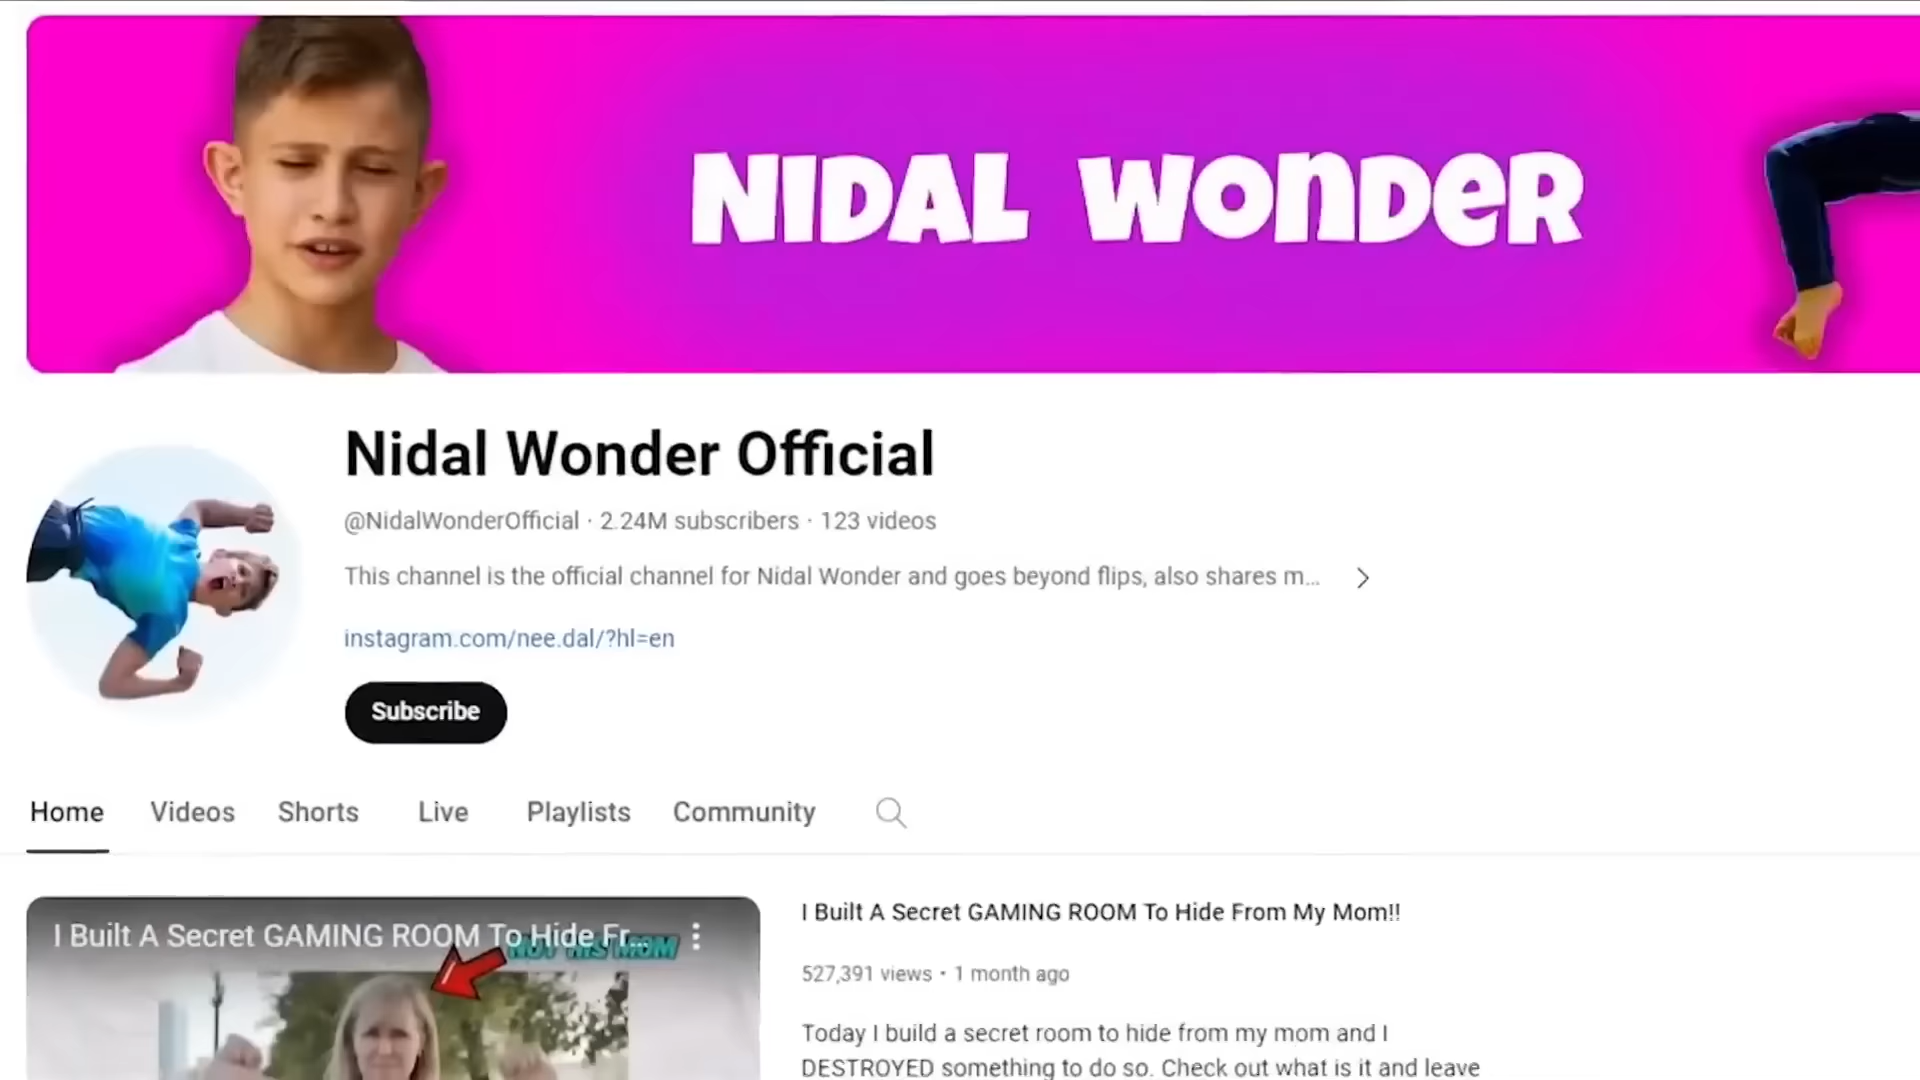 NIDAL WONDER
Nidal Wonder Official
@NidalWonderOfficial · 2.24M subscribers · 123 videos
This channel is the official channel for Nidal Wonder and goes beyond flips, also shares m...
instagram.com/nee.dal/?hl=en
Subscribe
Home Videos Shorts Live Playlists Community
I Built A Secret GAMING ROOM To Hide Fr...
NOT HIS MOM
I Built A Secret GAMING ROOM To Hide From My Mom!!
527,391 views • 1 month ago
Today I build a secret room to hide from my mom and I
DESTROYED something to do so. Check out what is it and leave